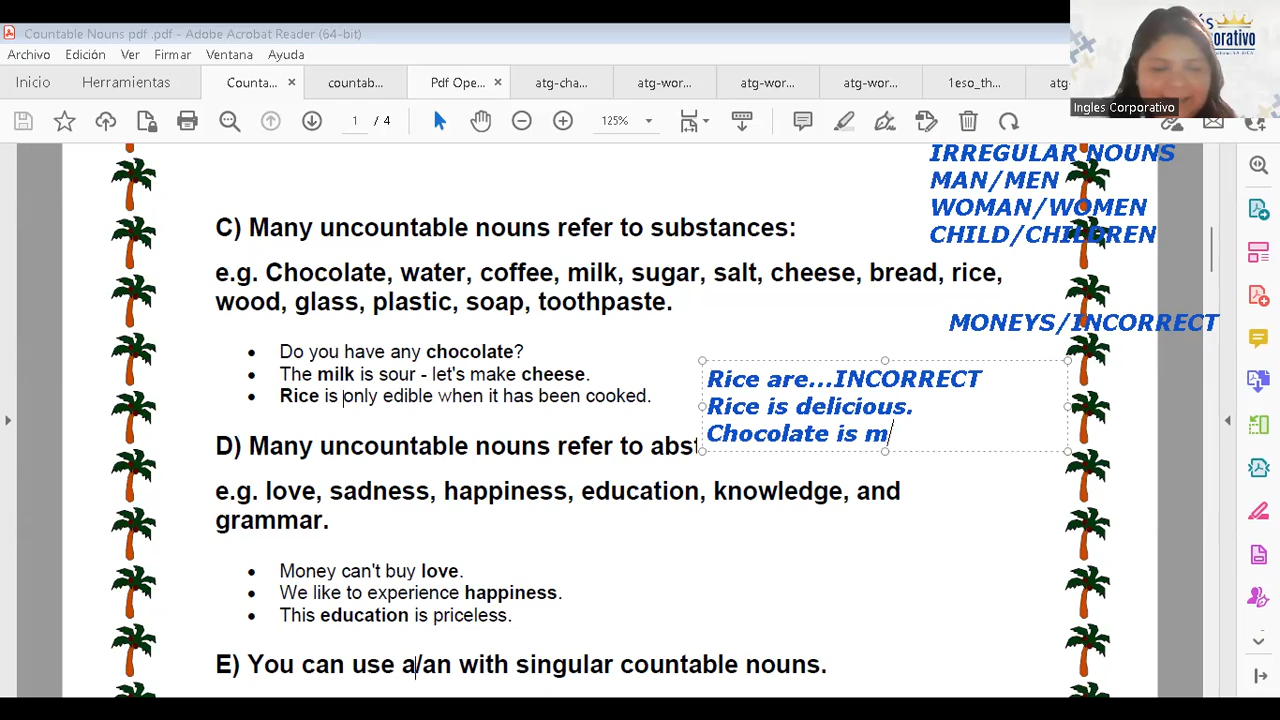 Countable Nouns pdf .pdf - Adobe Acrobat Reader (64-bit)
Archivo Edición Ver Firmar Ventana Ayuda
Inicio Herramientas Counta... countab... Pdf Ope... atg-cha... atg-wor... atg-wor... atg-wor... 1eso_th... atg
orativo
Ingles Corporativo
1 / 4 125%
IRREGULAR NOUNS
MAN/MEN
WOMAN/WOMEN
CHILD/CHILDREN
C) Many uncountable nouns refer to substances:
e.g. Chocolate, water, coffee, milk, sugar, salt, cheese, bread, rice,
wood, glass, plastic, soap, toothpaste.
MONEYS/INCORRECT
Do you have any chocolate?
The milk is sour - let's make cheese.
Rice is only edible when it has been cooked.
Rice are...INCORRECT
Rice is delicious.
Chocolate is m
D) Many uncountable nouns refer to abst
e.g. love, sadness, happiness, education, knowledge, and
grammar.
Money can't buy love.
We like to experience happiness.
This education is priceless.
E) You can use a/an with singular countable nouns.